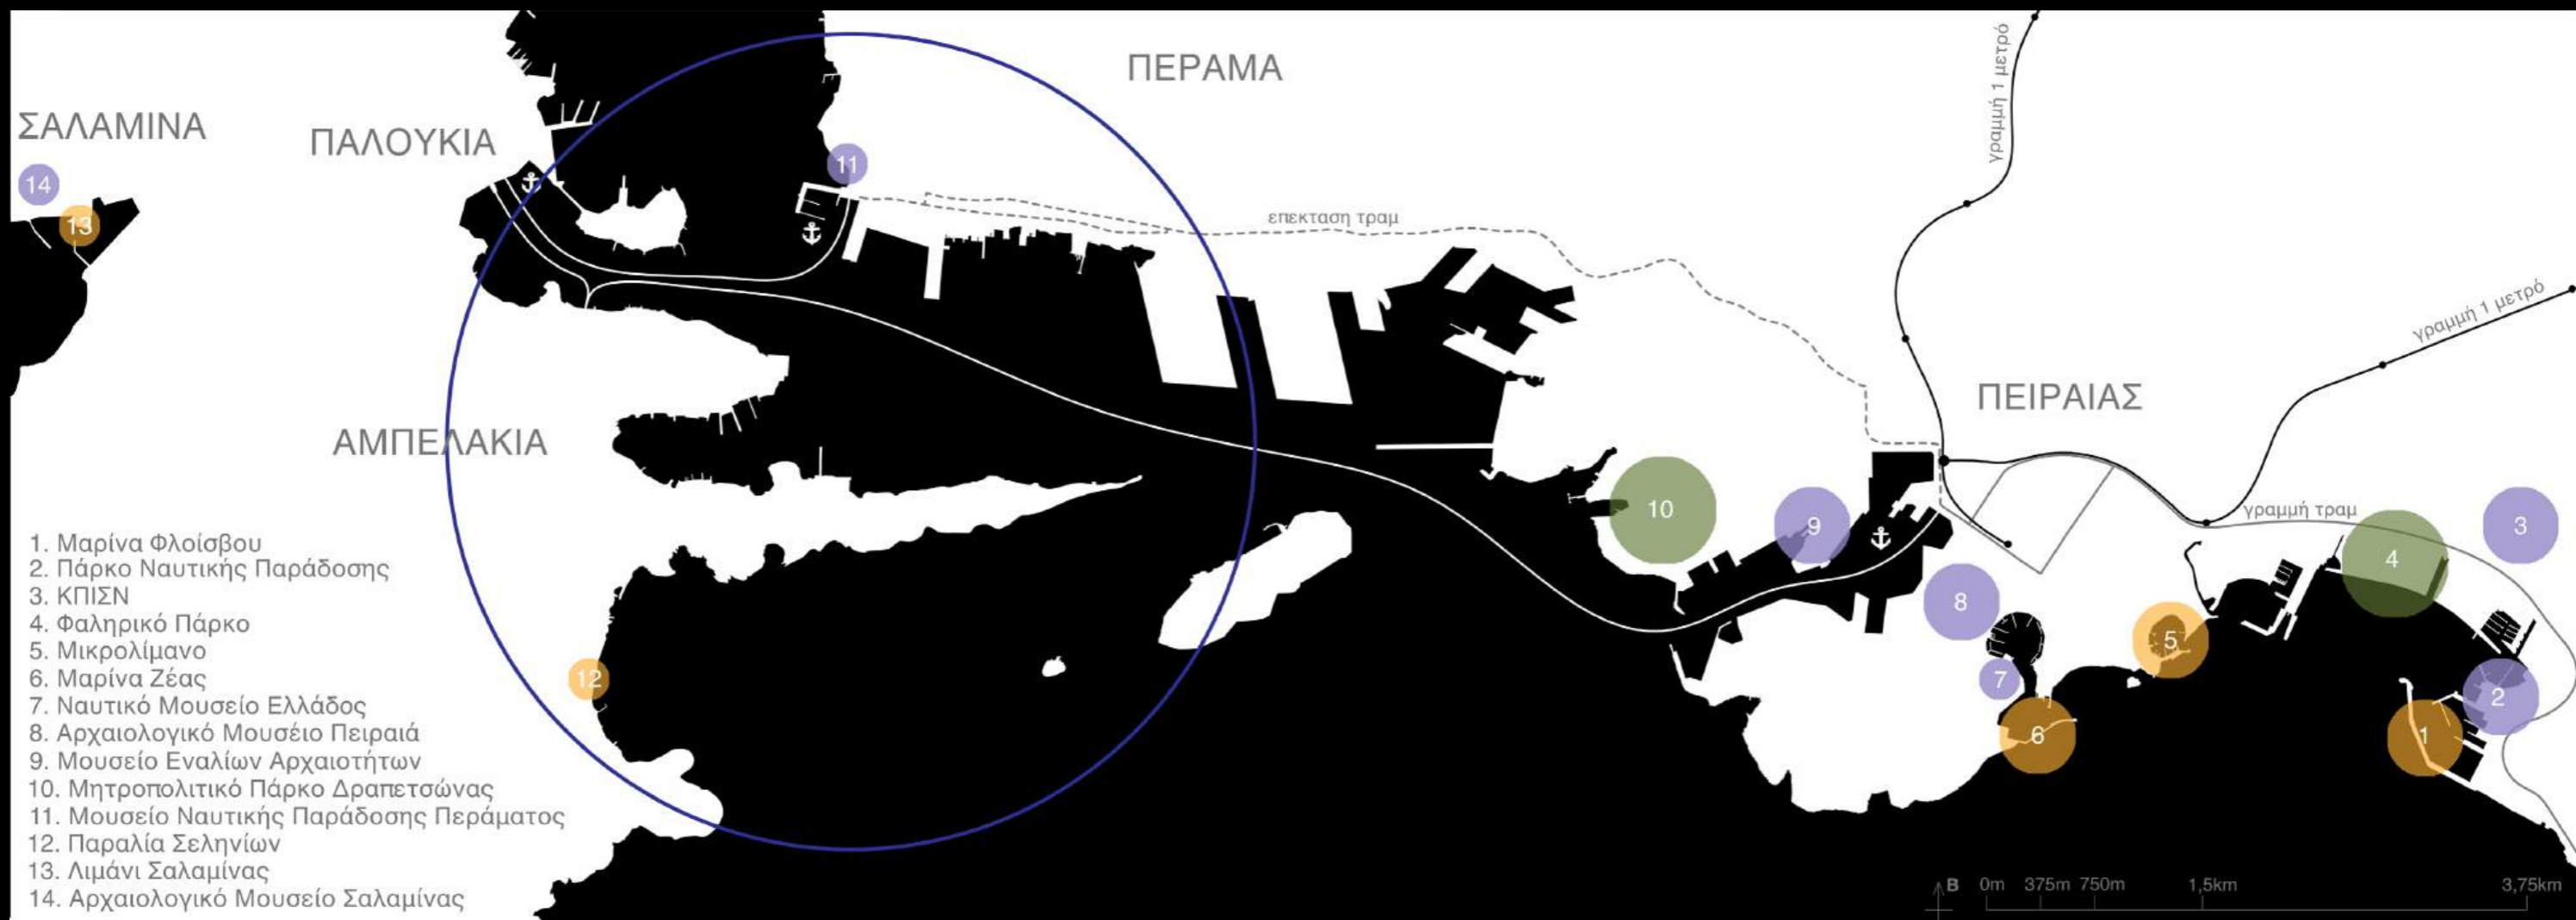 ΣΑΛΑΜΙΝΑ
ΠΑΛΟΥΚΙΑ
ΠΕΡΑΜΑ
ΑΜΠΕΛΑΚΙΑ
ΠΕΙΡΑΙΑΣ
γραμμή 1 μετρό
γραμμή 1 μετρό
επεκταση τραμ
γραμμή τραμ
14
13
11
12
10
9
8
7
6
5
4
3
2
1
1. Μαρίνα Φλοίσβου
2. Πάρκο Ναυτικής Παράδοσης
3. ΚΠΙΣΝ
4. Φαληρικό Πάρκο
5. Μικρολίμανο
6. Μαρίνα Ζέας
7. Ναυτικό Μουσείο Ελλάδος
8. Αρχαιολογικό Μουσέιο Πειραιά
9. Μουσείο Εναλίων Αρχαιοτήτων
10. Μητροπολιτικό Πάρκο Δραπετσώνας
11. Μουσείο Ναυτικής Παράδοσης Περάματος
12. Παραλία Σεληνίων
13. Λιμάνι Σαλαμίνας
14. Αρχαιολογικό Μουσείο Σαλαμίνας
Β 0m 375m 750m 1,5km 3,75km